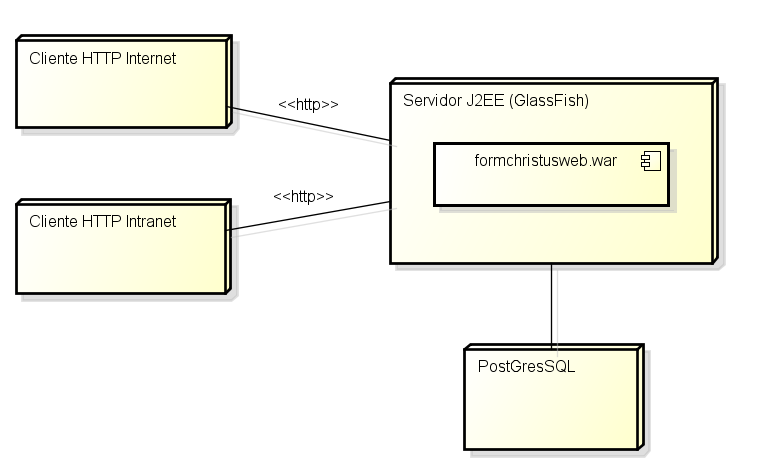 Cliente HTTP Internet
<<http>>
Servidor J2EE (GlassFish)
formchristusweb.war
<<http>>
Cliente HTTP Intranet
PostGresSQL